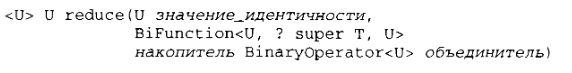 <U> U reduce(U значение_идентичности,
BiFunction<U, ? super T, U>
накопитель BinaryOperator<U> объединитель)